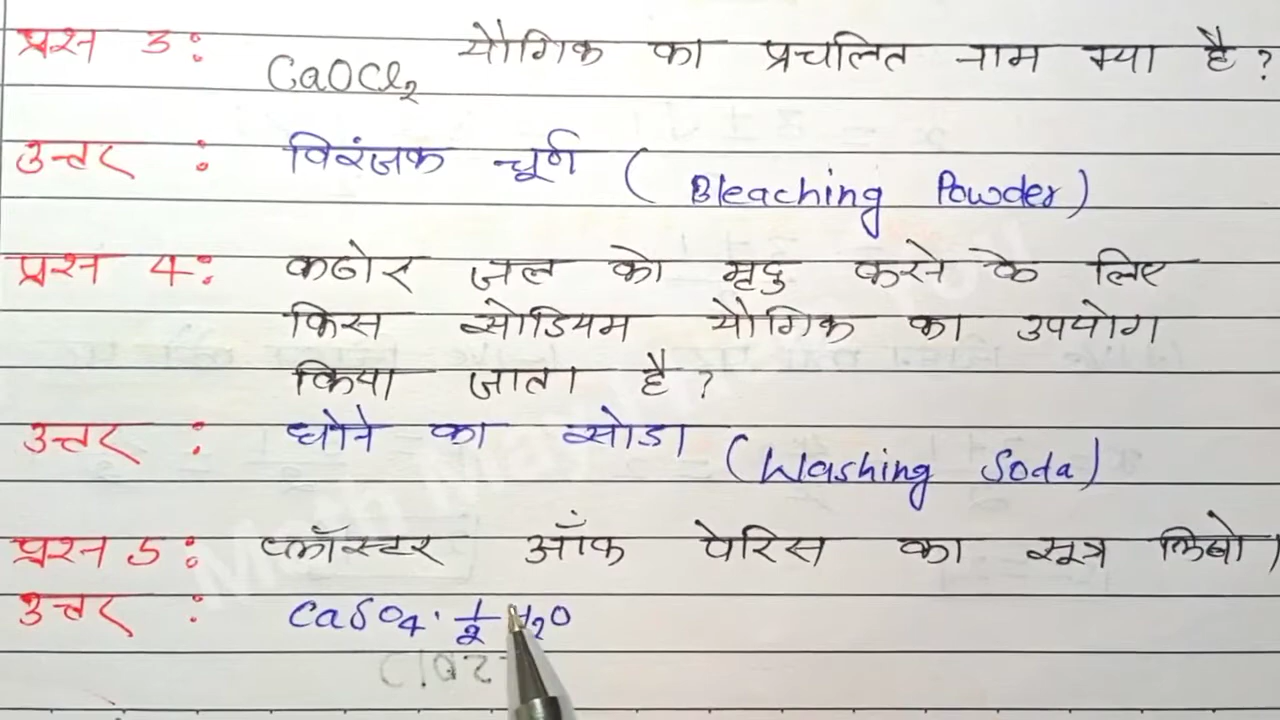 प्रश्न 3: CaOCl₂ यौगिक का प्रचलित नाम क्या है?
उत्तर : विरंजक चूर्ण (Bleaching Powder)
प्रश्न 4: कठोर जल को मृदु करने के लिए
किस सोडियम यौगिक का उपयोग
किया जाता है?
उत्तर : धोने का सोडा (Washing Soda)
प्रश्न 5: प्लॉस्टर ऑफ पेरिस का सूत्र लिखो।
उत्तर : CaSO₄·½H₂O